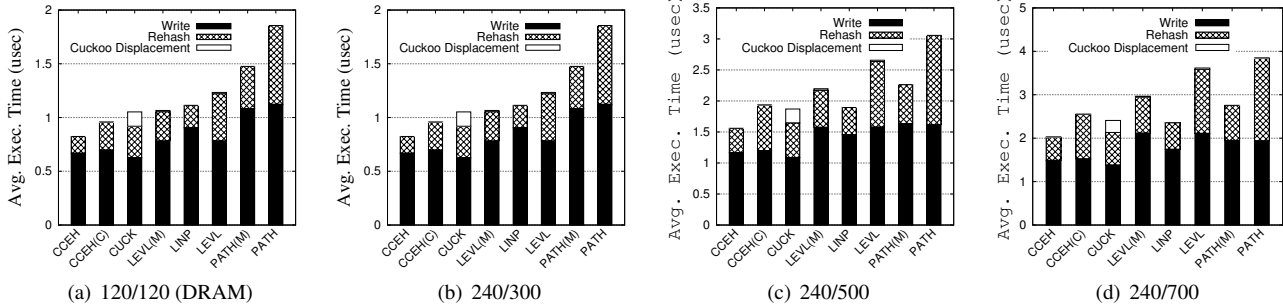 Avg. Exec. Time (usec)
2
1.5
1
0.5
0
Write
Rehash
Cuckoo Displacement
CCEH
CCEH(C)
CUCK
LEVL(M)
LINP
LEVL
PATH(M)
PATH
(a) 120/120 (DRAM)
Avg. Exec. Time (usec)
2
1.5
1
0.5
0
Write
Rehash
Cuckoo Displacement
CCEH
CCEH(C)
CUCK
LEVL(M)
LINP
LEVL
PATH(M)
PATH
(b) 240/300
Avg. Exec. Time (usec)
3.5
3
2.5
2
1.5
1
0.5
0
Write
Rehash
Cuckoo Displacement
CCEH
CCEH(C)
CUCK
LEVL(M)
LINP
LEVL
PATH(M)
PATH
(c) 240/500
Avg. Exec. Time (usec)
5
4
3
2
1
0
Write
Rehash
Cuckoo Displacement
CCEH
CCEH(C)
CUCK
LEVL(M)
LINP
LEVL
PATH(M)
PATH
(d) 240/700